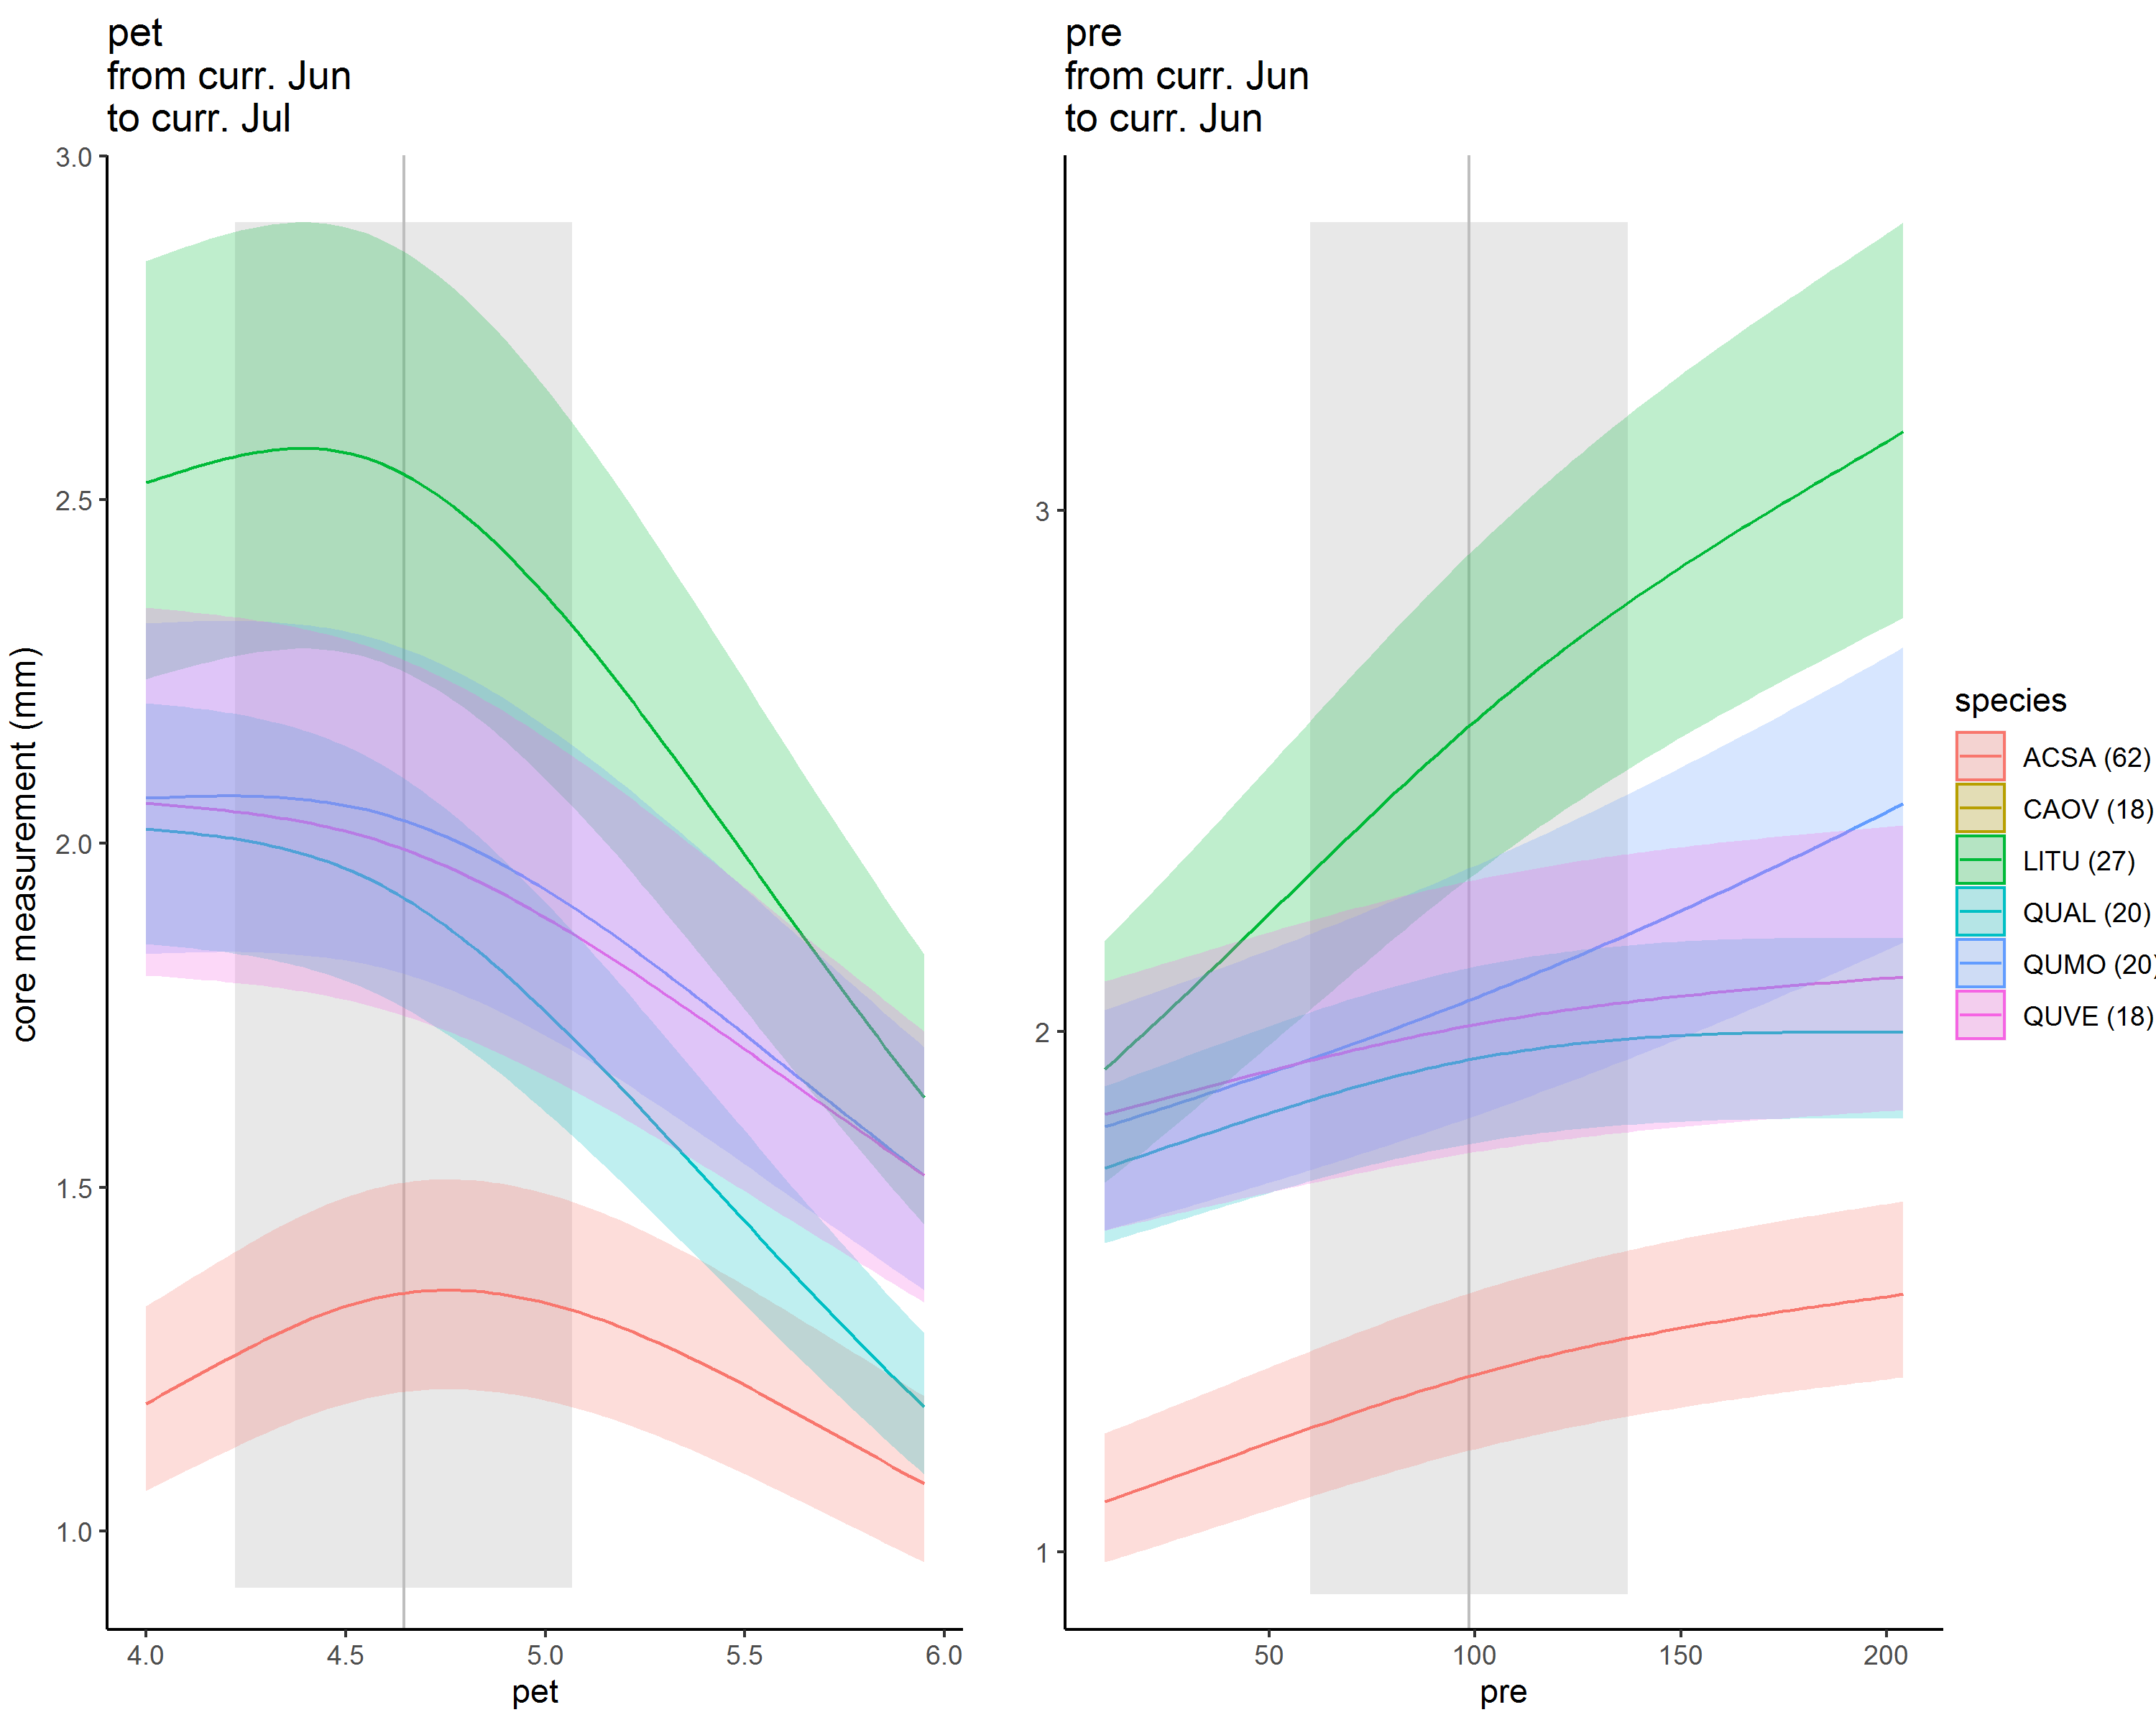 pet
from curr. Jun
to curr. Jul
pre
from curr. Jun
to curr. Jun
core measurement (mm)
3.0
2.5
2.0
1.5
1.0
4.0 4.5 5.0 5.5 6.0
pet
3
2
1
50 100 150 200
pre
species
ACSA (62)
CAOV (18)
LITU (27)
QUAL (20)
QUMO (20)
QUVE (18)